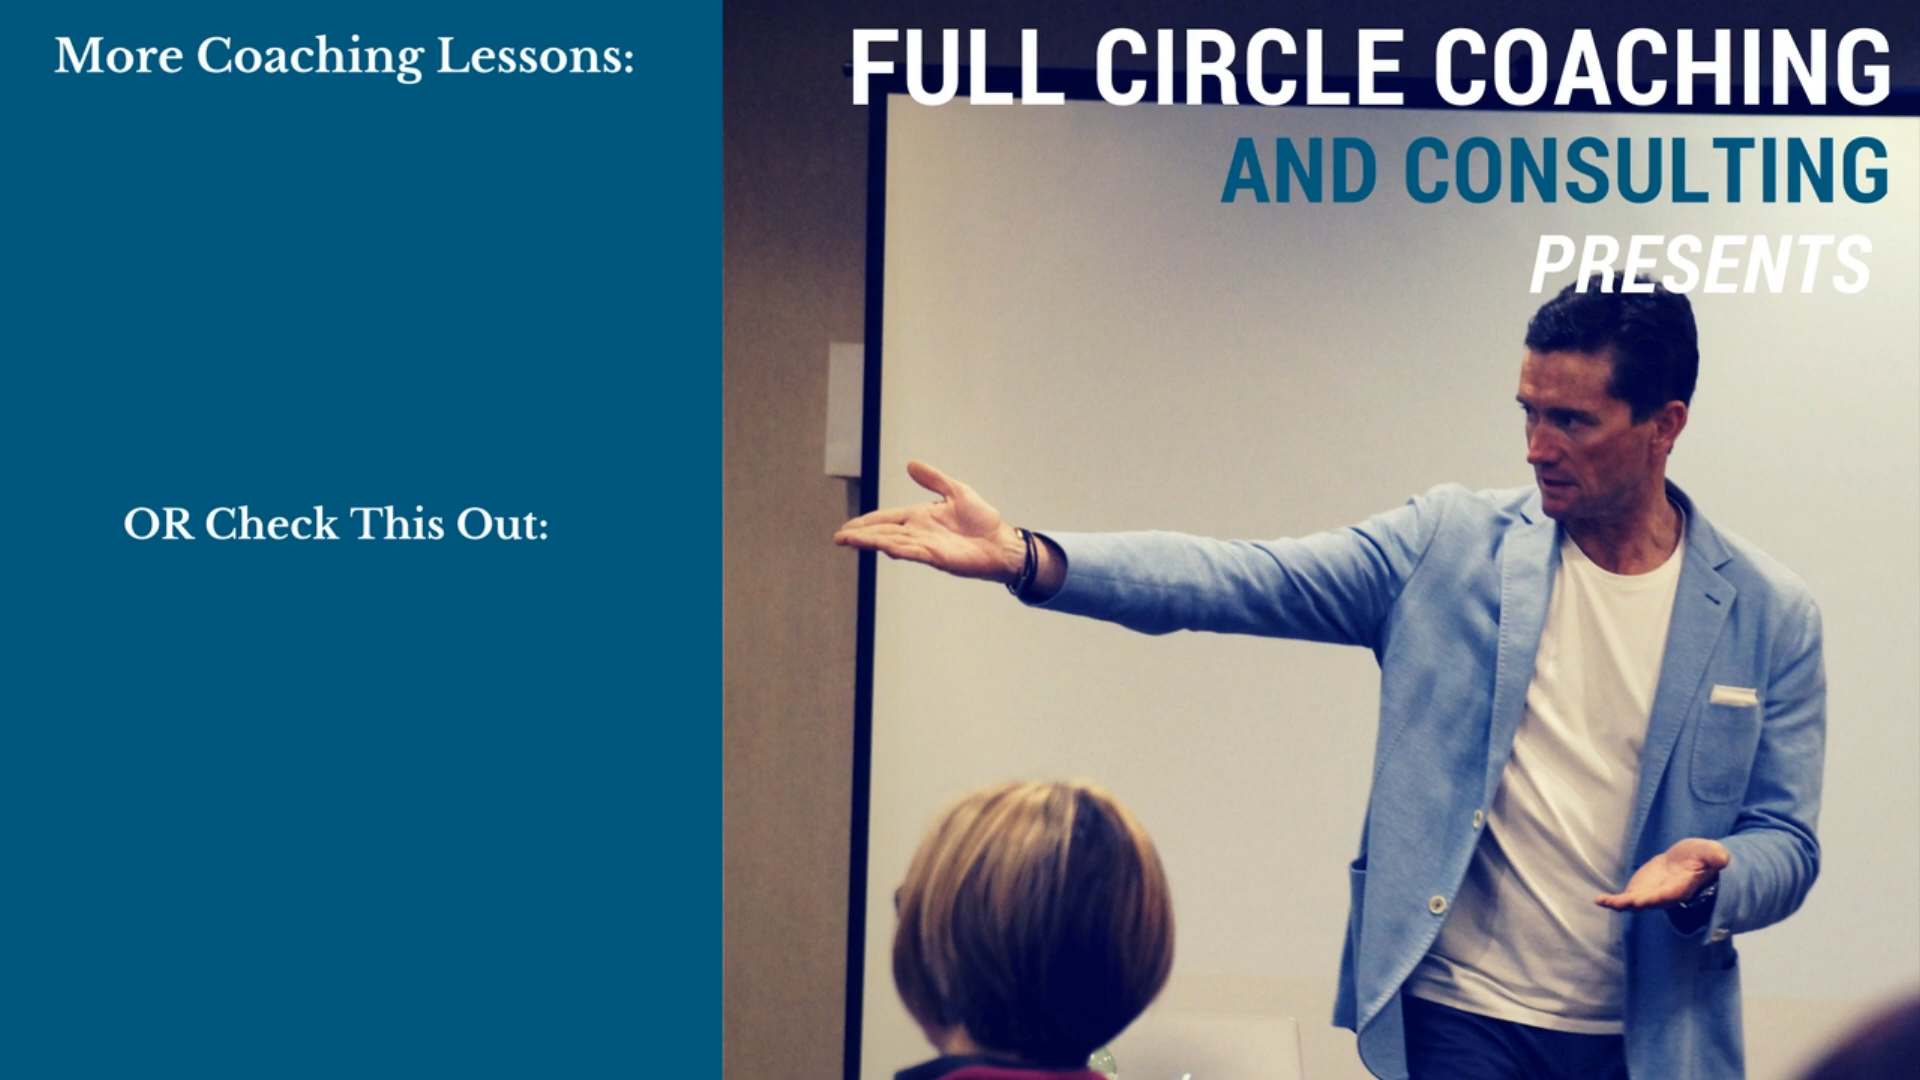 More Coaching Lessons:
OR Check This Out:
FULL CIRCLE COACHING
AND CONSULTING
PRESENTS